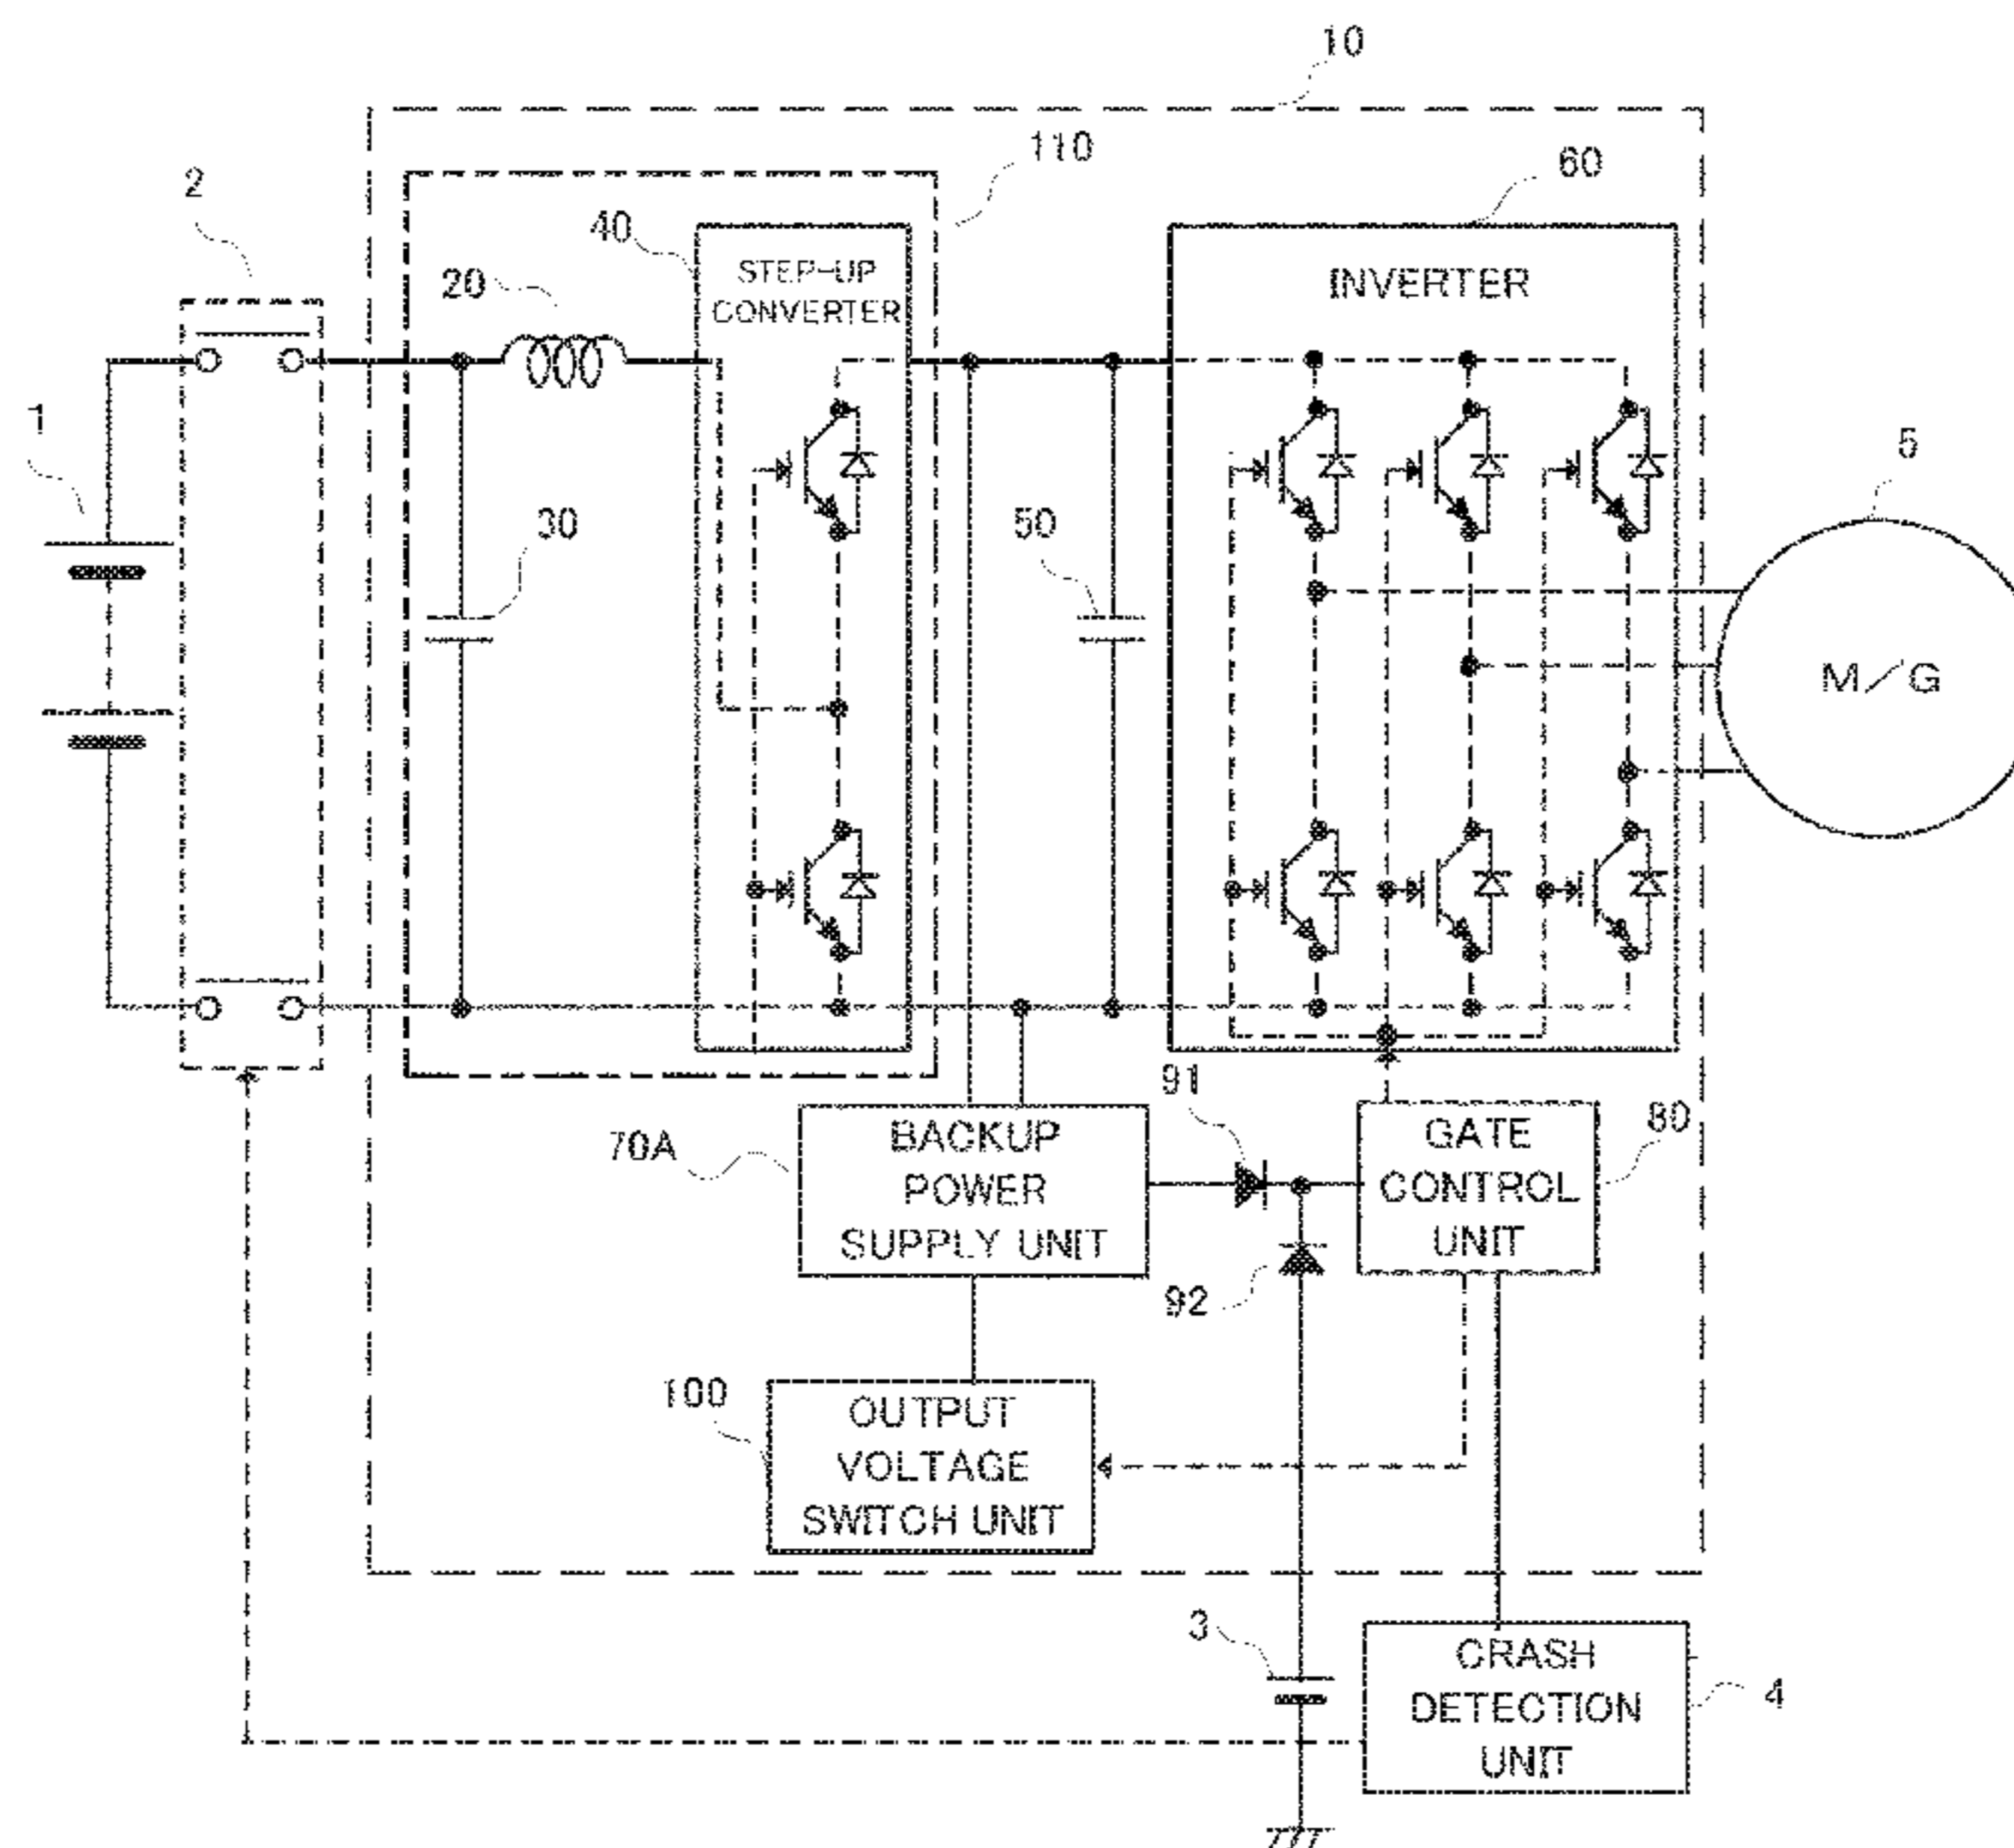 10
110
60
2
40
20
STEP-UP
CONVERTER
INVERTER
1
5
30
50
M/G
91
70A
BACKUP
POWER
SUPPLY UNIT
GATE
CONTROL
UNIT
80
92
100
OUTPUT
VOLTAGE
SWITCH UNIT
3
CRASH
DETECTION
UNIT
4